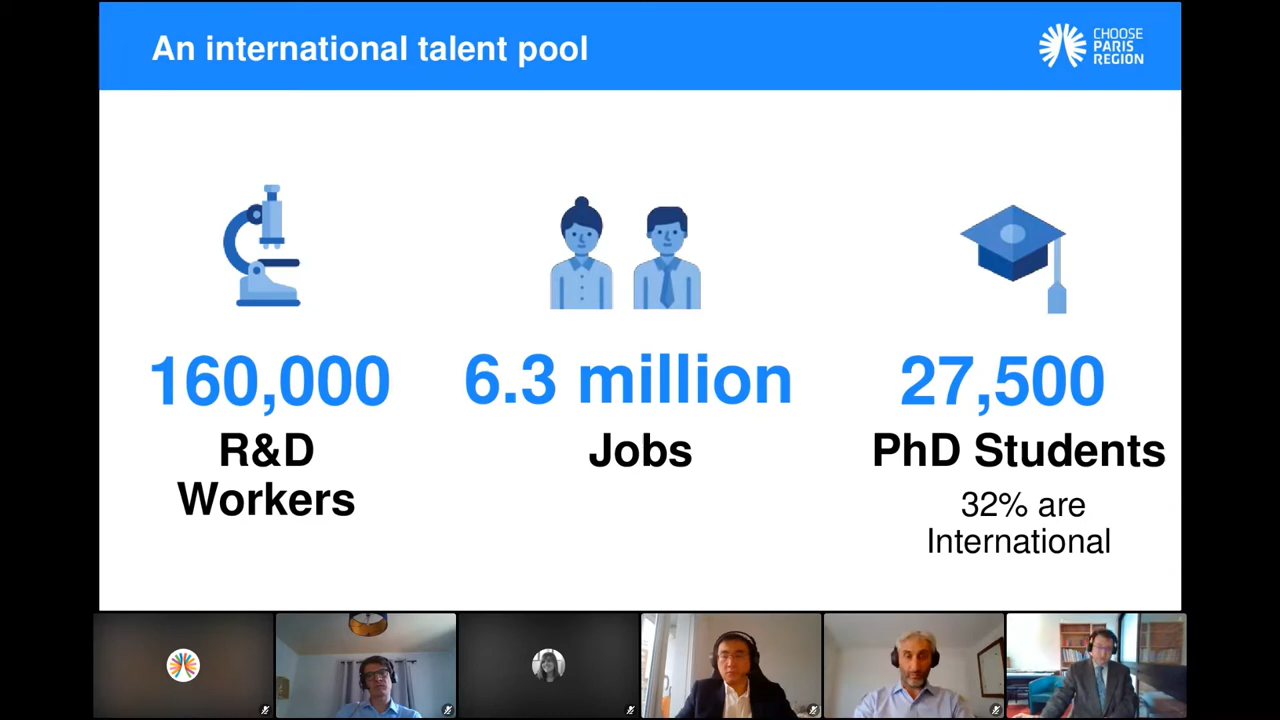 An international talent pool
CHOOSE
PARIS
REGION
160,000
R&D
Workers
6.3 million
Jobs
27,500
PhD Students
32% are
International